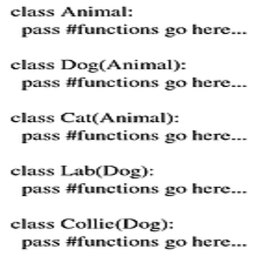 class Animal:
pass #functions go here...
class Dog(Animal):
pass #functions go here...
class Cat(Animal):
pass #functions go here...
class Lab(Dog):
pass #functions go here...
class Collie(Dog):
pass #functions go here...